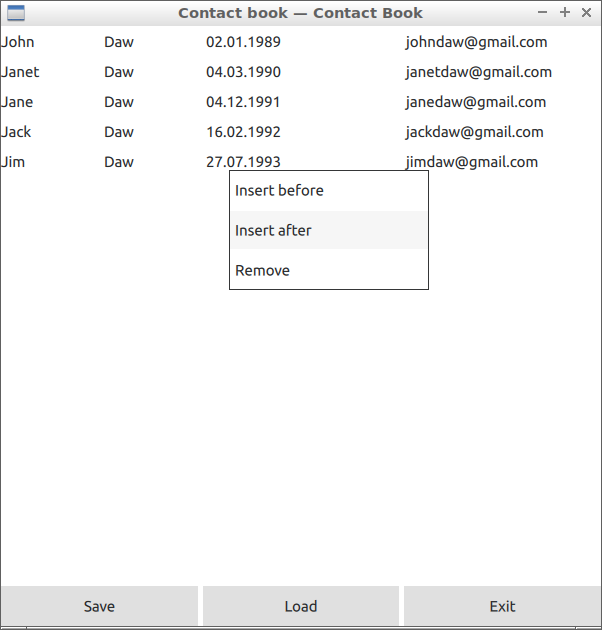 Contact book — Contact Book
John Daw 02.01.1989 johndaw@gmail.com
Janet Daw 04.03.1990 janetdaw@gmail.com
Jane Daw 04.12.1991 janedaw@gmail.com
Jack Daw 16.02.1992 jackdaw@gmail.com
Jim Daw 27.07.1993 jimdaw@gmail.com
Insert before
Insert after
Remove
Save Load Exit